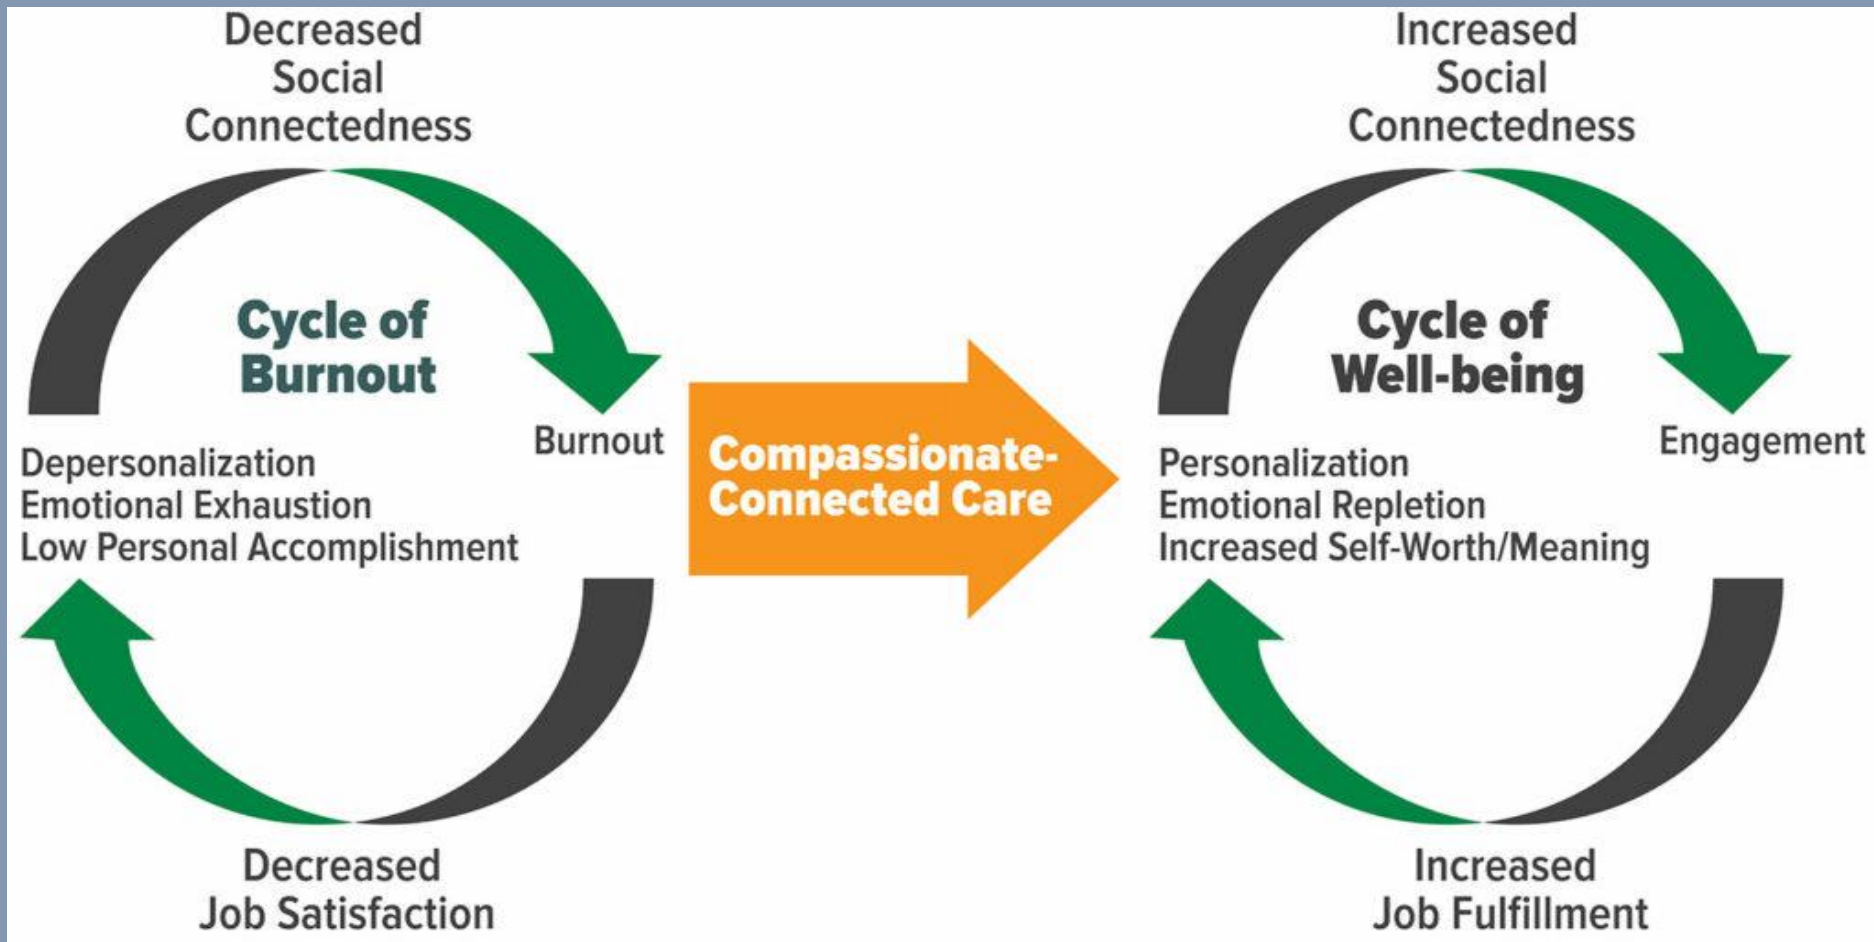 Decreased
Social
Connectedness
Cycle of
Burnout
Burnout
Depersonalization
Emotional Exhaustion
Low Personal Accomplishment
Decreased
Job Satisfaction
Compassionate-
Connected Care
Increased
Social
Connectedness
Cycle of
Well-being
Engagement
Personalization
Emotional Repletion
Increased Self-Worth/Meaning
Increased
Job Fulfillment